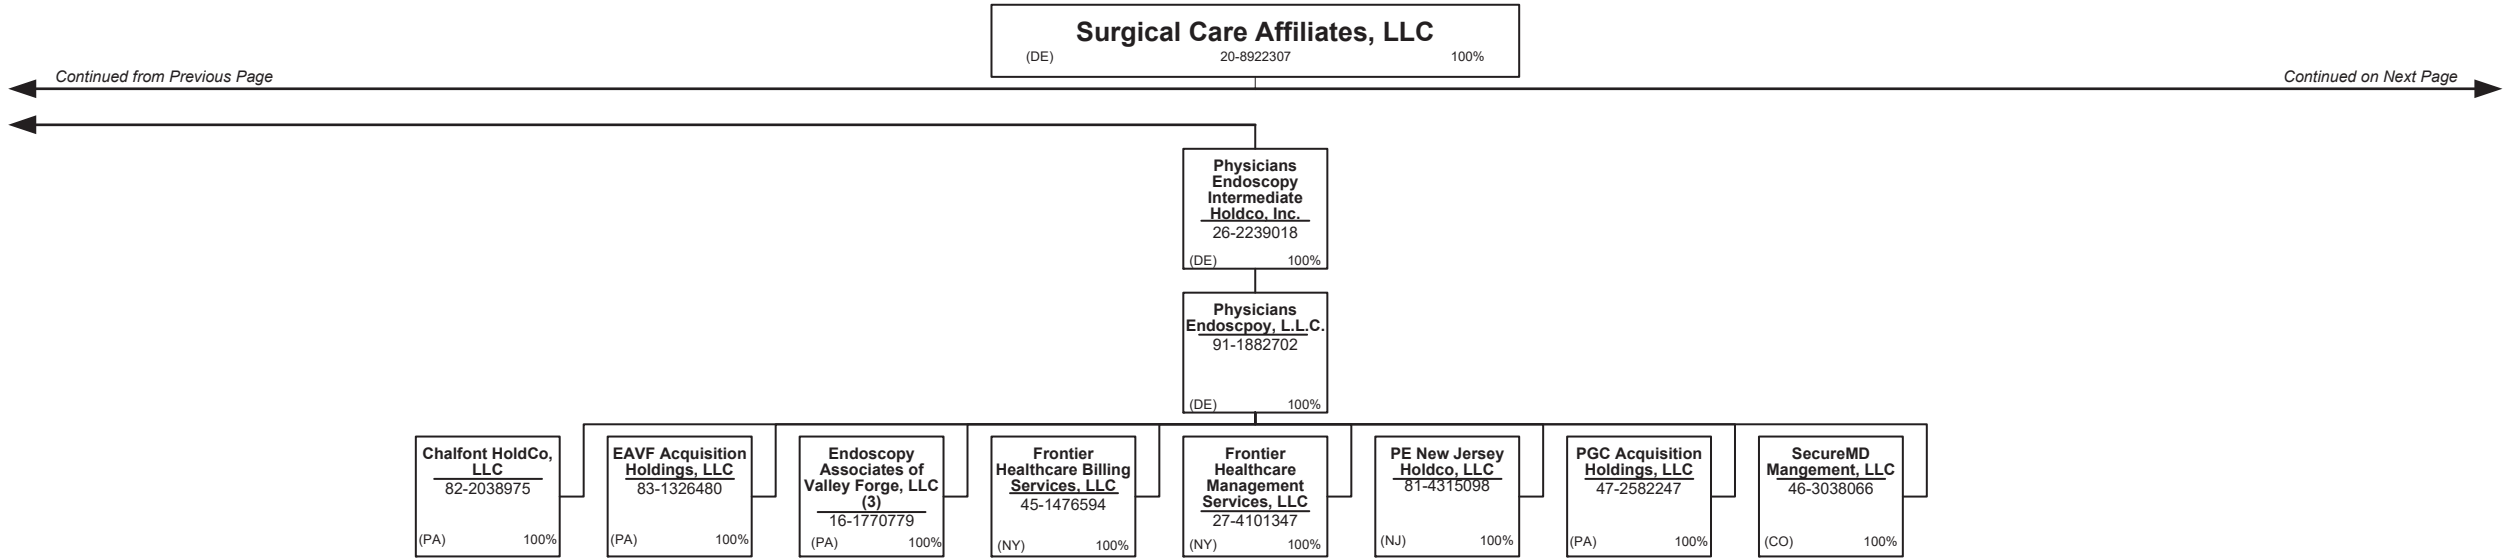 Surgical Care Affiliates, LLC
(DE) 20-8922307 100%
Continued from Previous Page
Continued on Next Page
Physicians
Endoscopy
Intermediate
Holdco, Inc.
26-2239018
(DE) 100%
Physicians
Endoscpoy, L.L.C.
91-1882702
(DE) 100%
Chalfont HoldCo,
LLC
82-2038975
(PA) 100%
EAVF Acquisition
Holdings, LLC
83-1326480
(PA) 100%
Endoscopy
Associates of
Valley Forge, LLC
(3)
16-1770779
(PA) 100%
Frontier
Healthcare Billing
Services, LLC
45-1476594
(NY) 100%
Frontier
Healthcare
Management
Services, LLC
27-4101347
(NY) 100%
PE New Jersey
Holdco, LLC
81-4315098
(NJ) 100%
PGC Acquisition
Holdings, LLC
47-2582247
(PA) 100%
SecureMD
Mangement, LLC
46-3038066
(CO) 100%